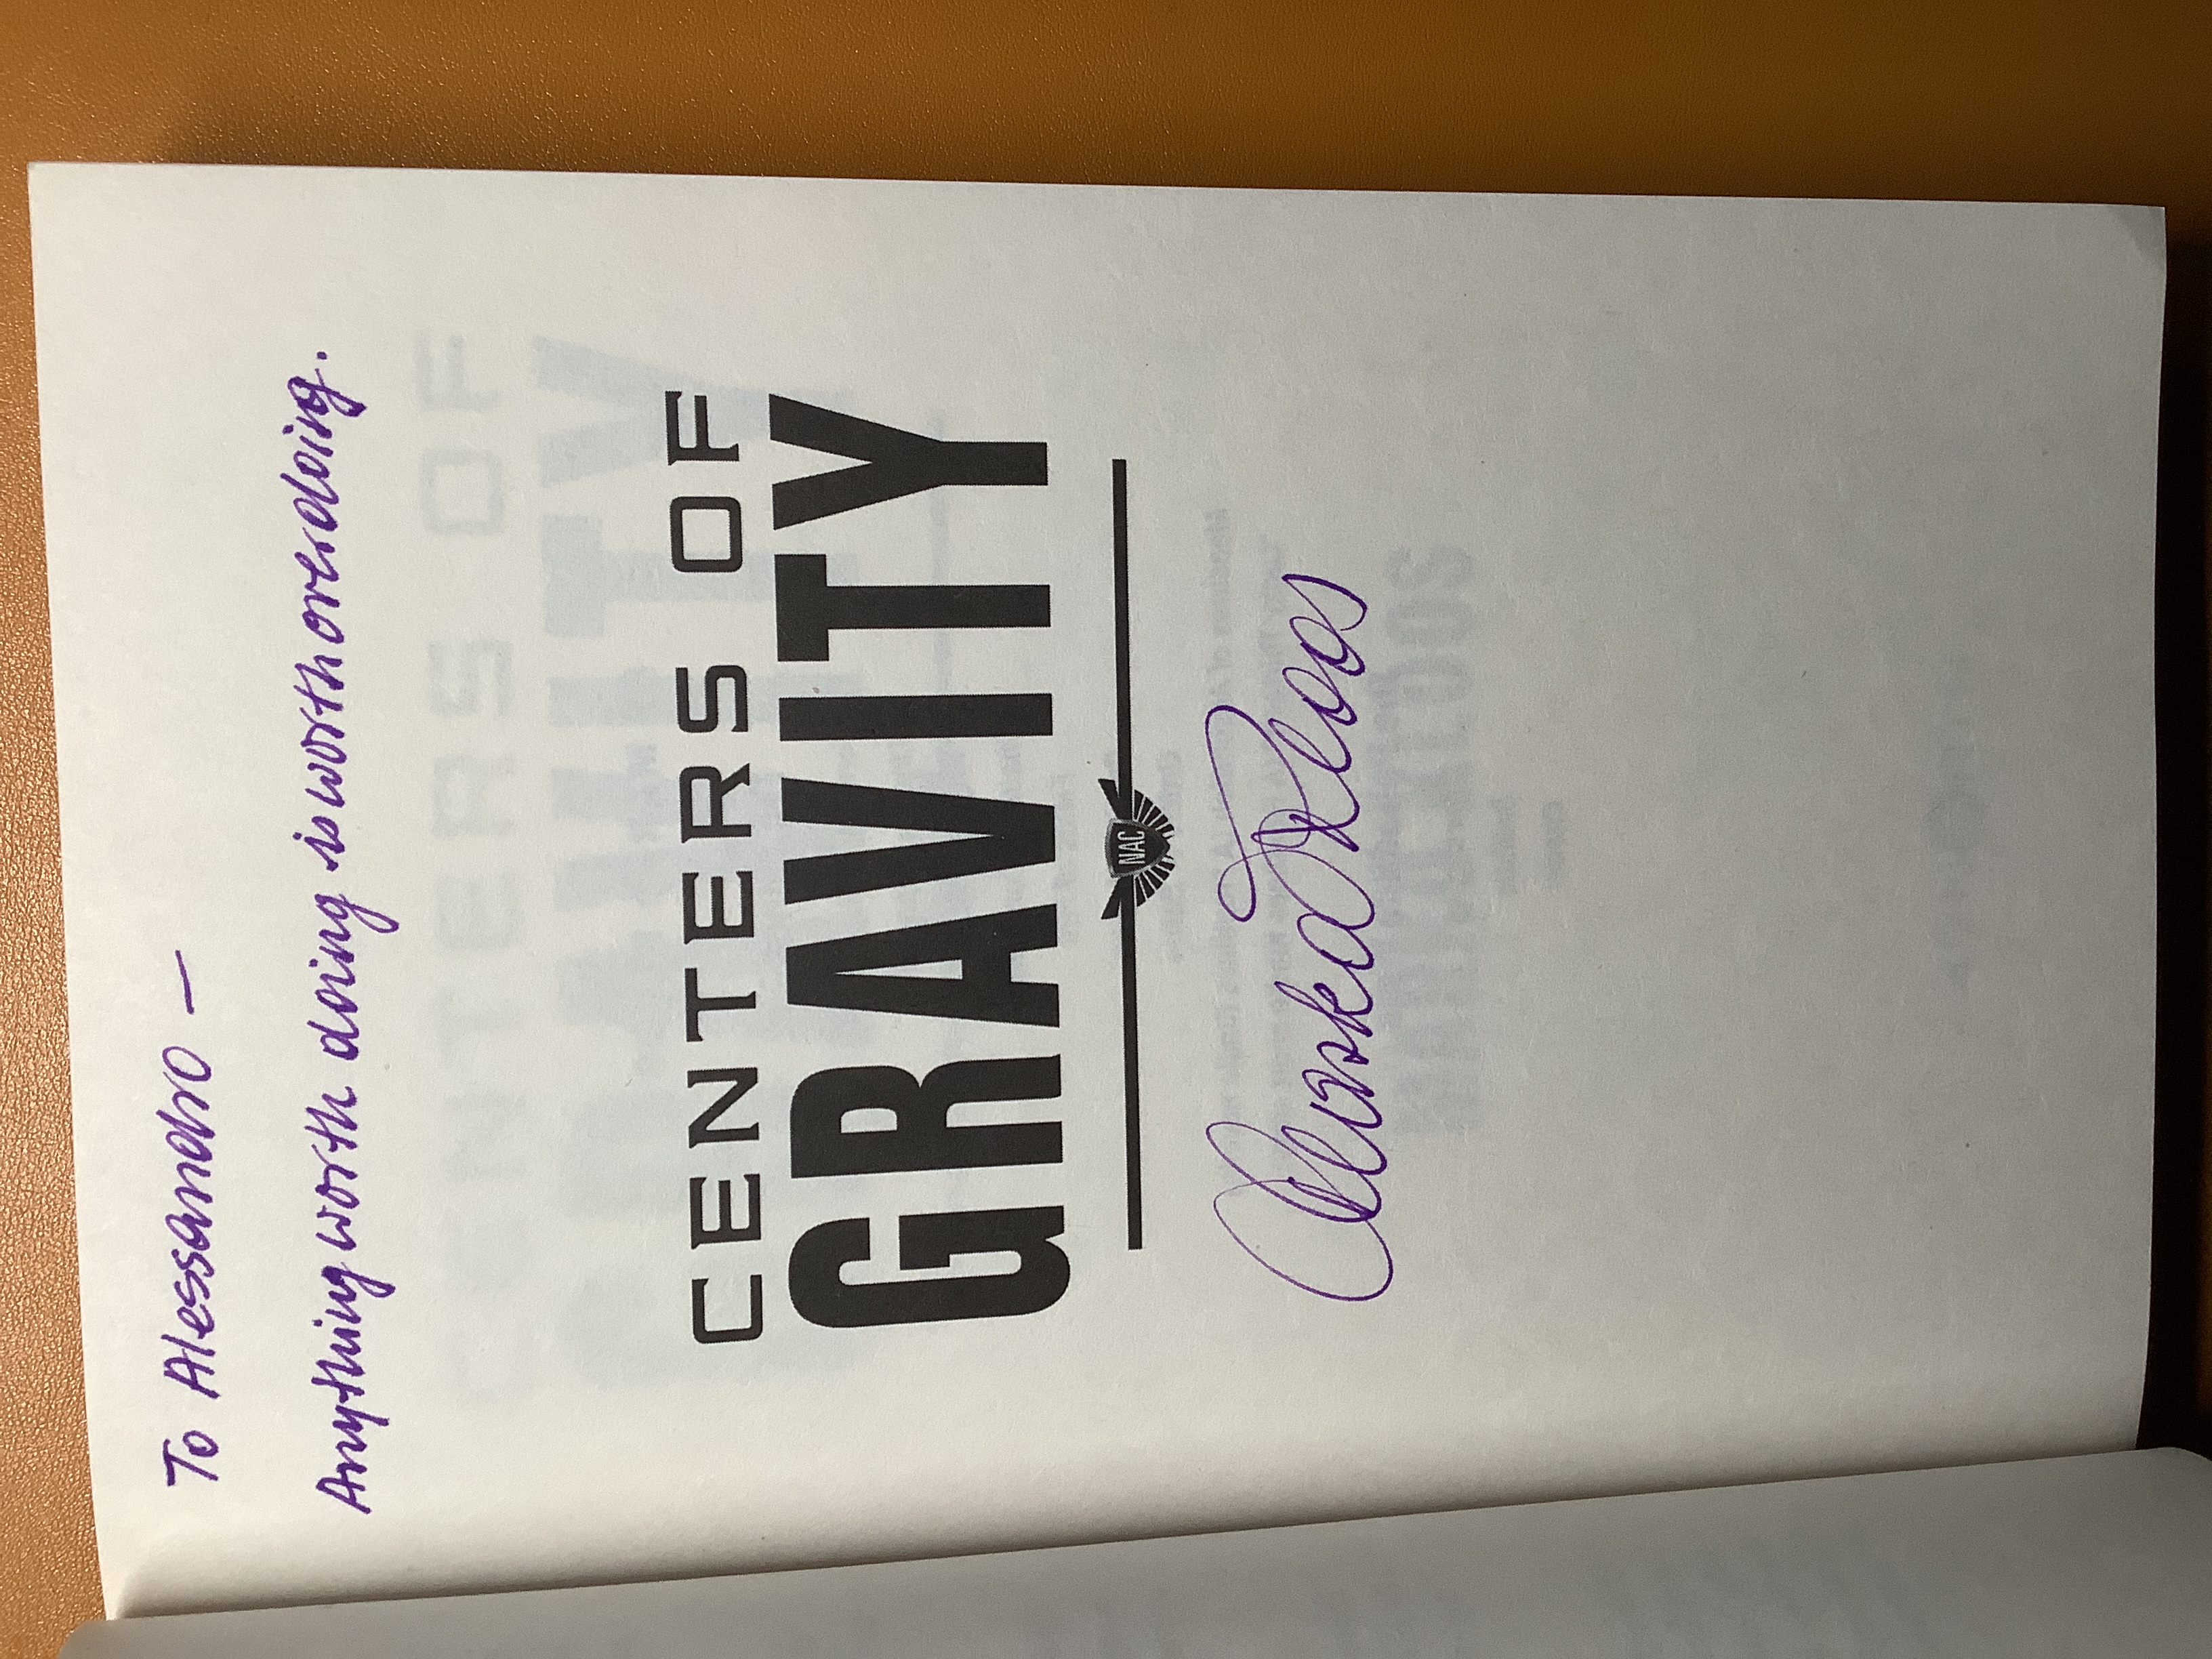 To Alessandro —
Anything worth doing is worth overdoing.
CENTERS OF
GRAVITY
NAC